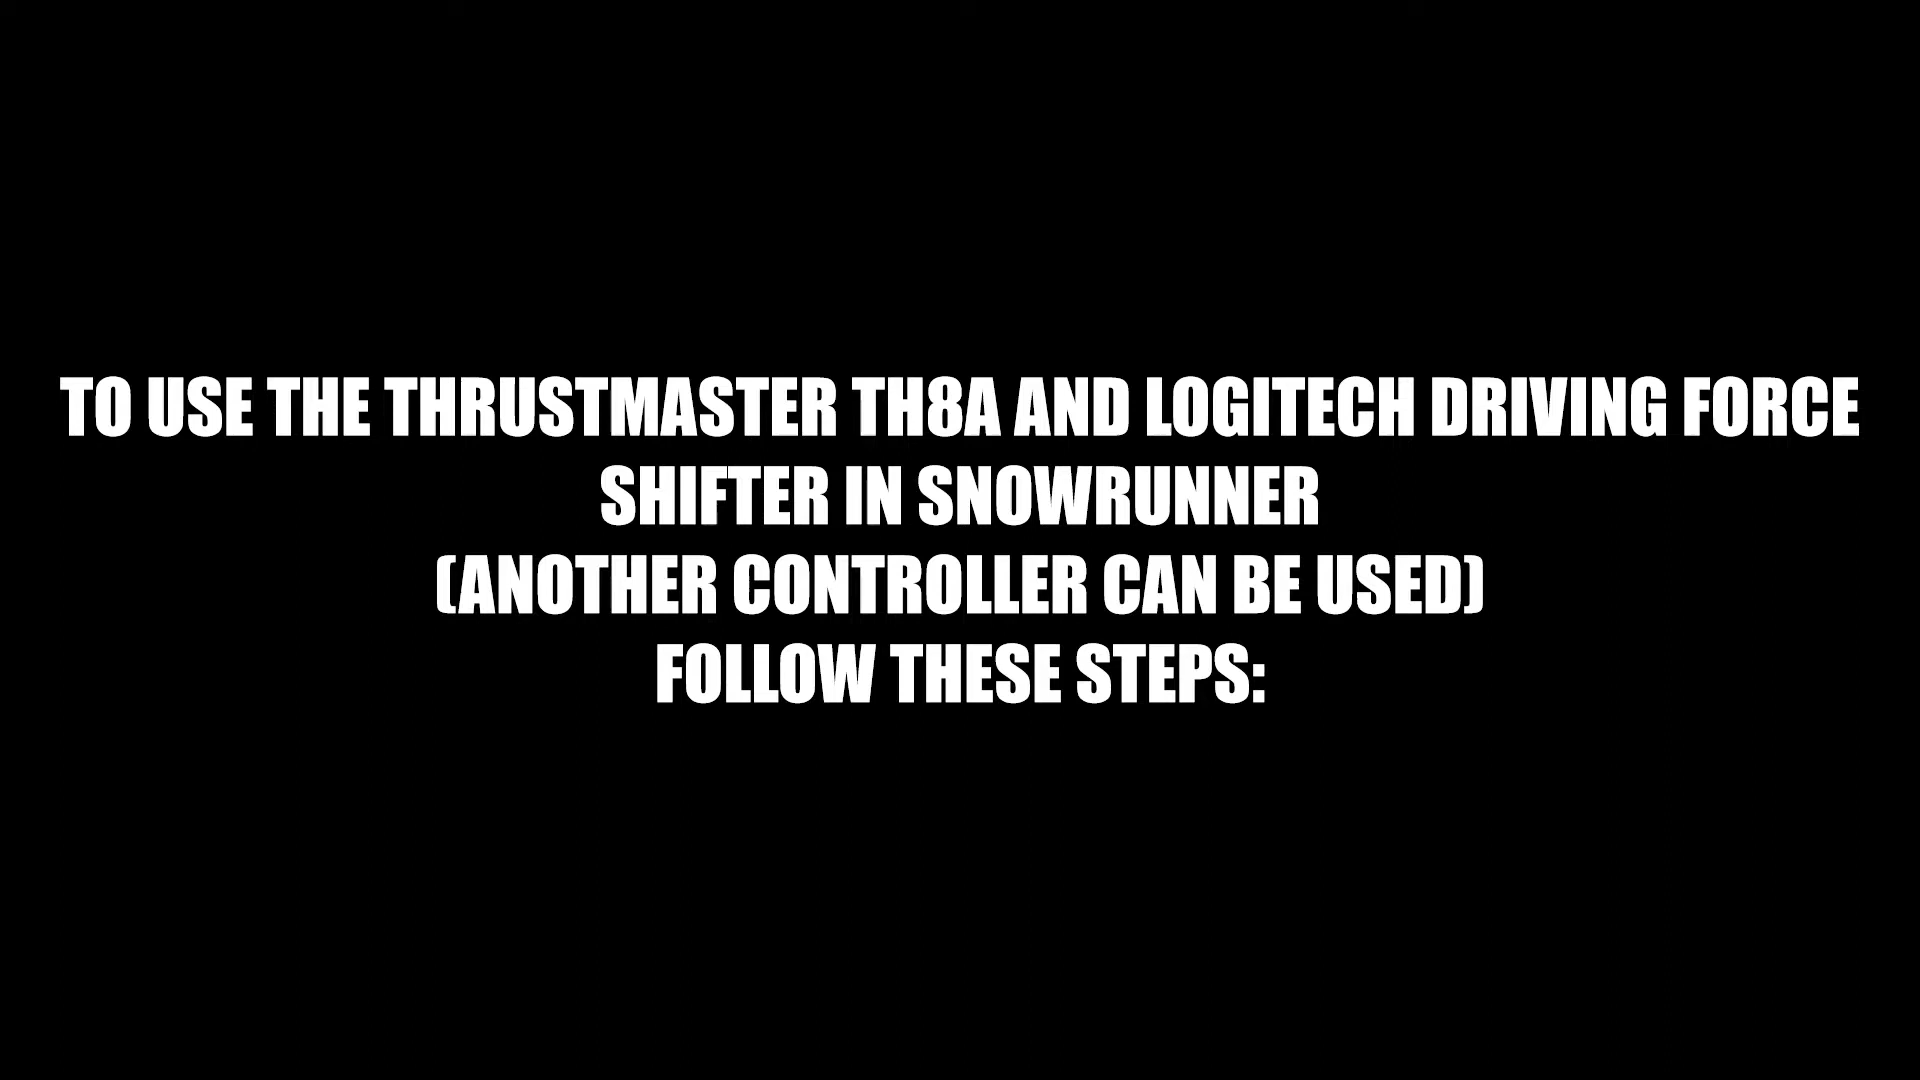 TO USE THE THRUSTMASTER TH8A AND LOGITECH DRIVING FORCE
SHIFTER IN SNOWRUNNER
(ANOTHER CONTROLLER CAN BE USED)
FOLLOW THESE STEPS: